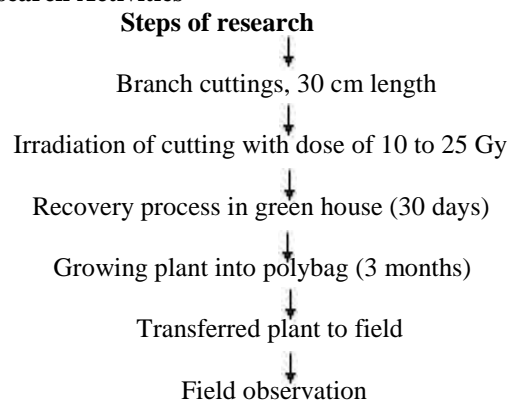 Steps of research
Branch cuttings, 30 cm length
Irradiation of cutting with dose of 10 to 25 Gy
Recovery process in green house (30 days)
Growing plant into polybag (3 months)
Transferred plant to field
Field observation